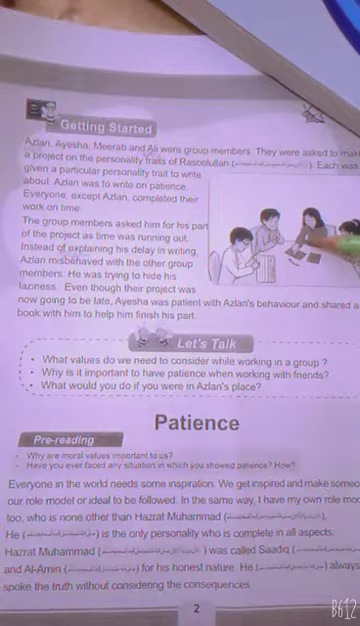 Getting Started
Azlan, Ayesha, Meerab and Ali were group members. They were asked to
a project on the personality traits of Rasoolullah ( ). Each was
given a particular personality trait to write
about. Azlan was to write on patience.
Everyone, except Azlan, completed their
work on time.
The group members asked him for his part
of the project as time was running out.
Instead of explaining his delay in writing,
Azlan misbehaved with the other group
members. He was trying to hide his
laziness. Even though their project was
now going to be late, Ayesha was patient with Azlan's behaviour and shared a
book with him to help him finish his part.
Let's Talk
• What values do we need to consider while working in a group ?
• Why is it important to have patience when working with friends?
• What would you do if you were in Azlan's place?
Patience
Pre-reading
• Why are moral values important to us?
• Have you ever faced any situation in which you showed patience? How?
Everyone in the world needs some inspiration. We get inspired and make
our role model or ideal to be followed. In the same way, I have my own role
too, who is none other than Hazrat Muhammad ( ).
He ( ) is the only personality who is complete in all aspects.
Hazrat Muhammad ( ) was called Saadiq (
and Al-Amin ( ) for his honest nature. He ( ) always
spoke the truth without considering the consequences
2
B612